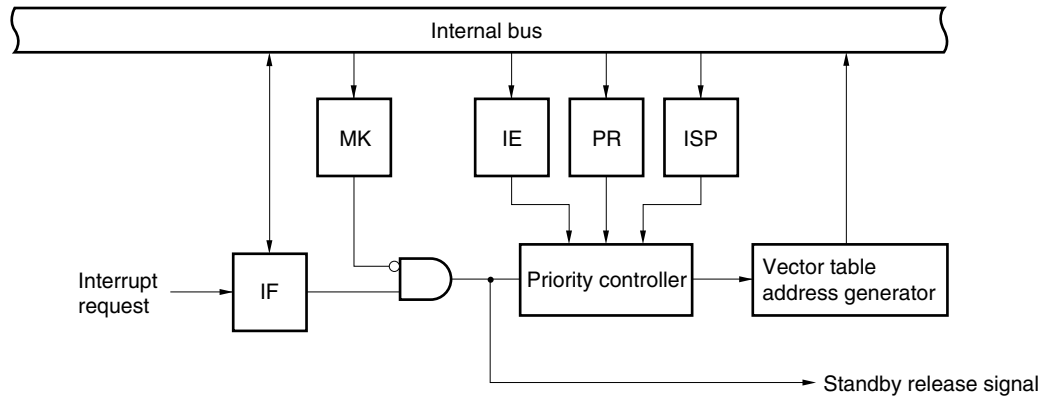 Internal bus
MK
IE
PR
ISP
Interrupt
request
IF
Priority controller
Vector table
address generator
Standby release signal